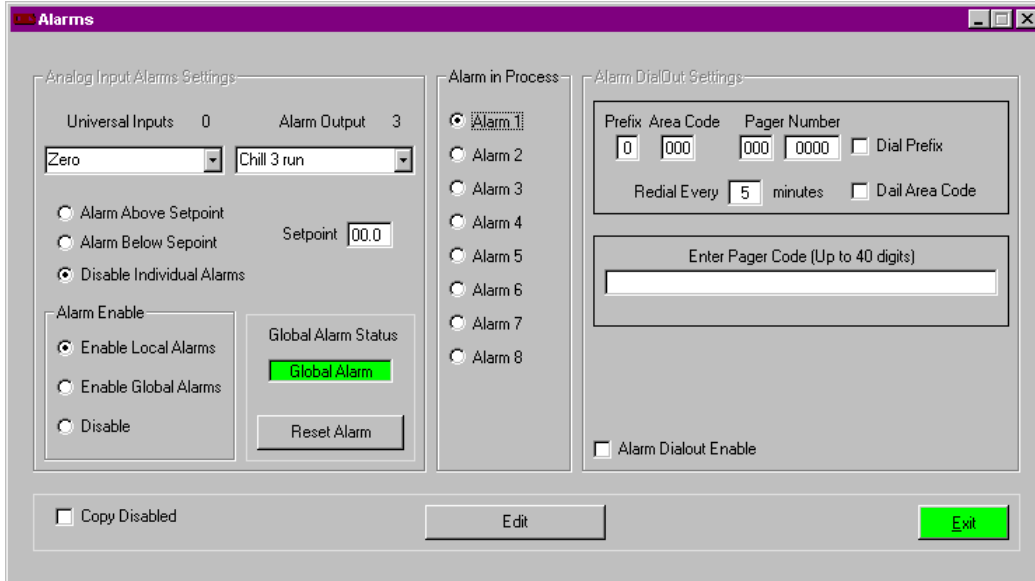 Alarms
Analog Input Alarms Settings
Universal Inputs 0 Alarm Output 3
Zero Chill 3 run
Alarm Above Setpoint
Alarm Below Sepoint
Setpoint 00.0
Disable Individual Alarms
Alarm Enable
Enable Local Alarms
Enable Global Alarms
Disable
Global Alarm Status
Global Alarm
Reset Alarm
Alarm in Process
Alarm 1
Alarm 2
Alarm 3
Alarm 4
Alarm 5
Alarm 6
Alarm 7
Alarm 8
Alarm DialOut Settings
Prefix Area Code Pager Number
0 000 000 0000 Dial Prefix
Redial Every 5 minutes Dail Area Code
Enter Pager Code (Up to 40 digits)
Alarm Dialout Enable
Copy Disabled
Edit
Exit